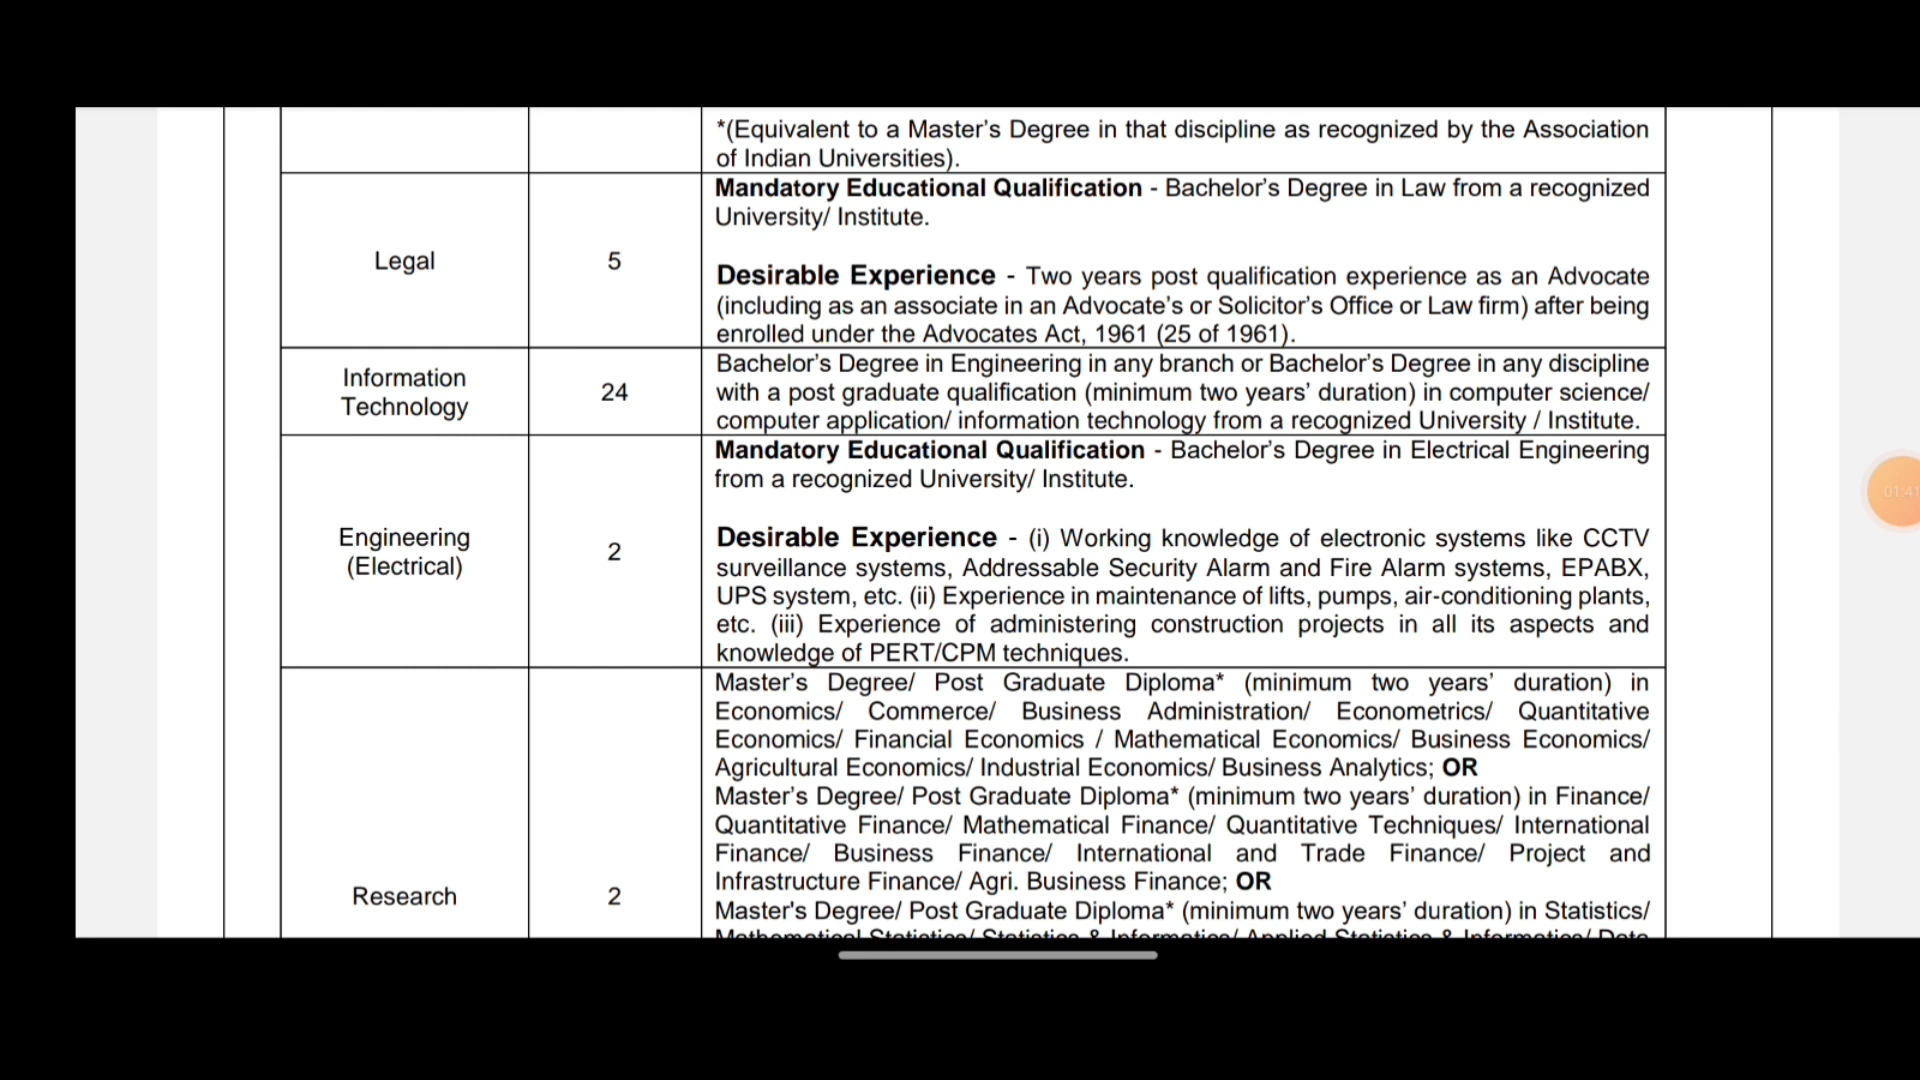 *(Equivalent to a Master's Degree in that discipline as recognized by the Association
of Indian Universities).
Legal
5
Mandatory Educational Qualification - Bachelor's Degree in Law from a recognized
University/ Institute.
Desirable Experience - Two years post qualification experience as an Advocate
(including as an associate in an Advocate's or Solicitor's Office or Law firm) after being
enrolled under the Advocates Act, 1961 (25 of 1961).
Information
Technology
24
Bachelor's Degree in Engineering in any branch or Bachelor's Degree in any discipline
with a post graduate qualification (minimum two years' duration) in computer science/
computer application/ information technology from a recognized University / Institute.
Engineering
(Electrical)
2
Mandatory Educational Qualification - Bachelor's Degree in Electrical Engineering
from a recognized University/ Institute.
Desirable Experience - (i) Working knowledge of electronic systems like CCTV
surveillance systems, Addressable Security Alarm and Fire Alarm systems, EPABX,
UPS system, etc. (ii) Experience in maintenance of lifts, pumps, air-conditioning plants,
etc. (iii) Experience of administering construction projects in all its aspects and
knowledge of PERT/CPM techniques.
Research
2
Master's Degree/ Post Graduate Diploma* (minimum two years' duration) in
Economics/ Commerce/ Business Administration/ Econometrics/ Quantitative
Economics/ Financial Economics / Mathematical Economics/ Business Economics/
Agricultural Economics/ Industrial Economics/ Business Analytics; OR
Master's Degree/ Post Graduate Diploma* (minimum two years' duration) in Finance/
Quantitative Finance/ Mathematical Finance/ Quantitative Techniques/ International
Finance/ Business Finance/ International and Trade Finance/ Project and
Infrastructure Finance/ Agri. Business Finance; OR
Master's Degree/ Post Graduate Diploma* (minimum two years' duration) in Statistics/
Mathematical Statistics/ Statistics & Informatics/ Applied Statistics & Informatics/ Data
01:41